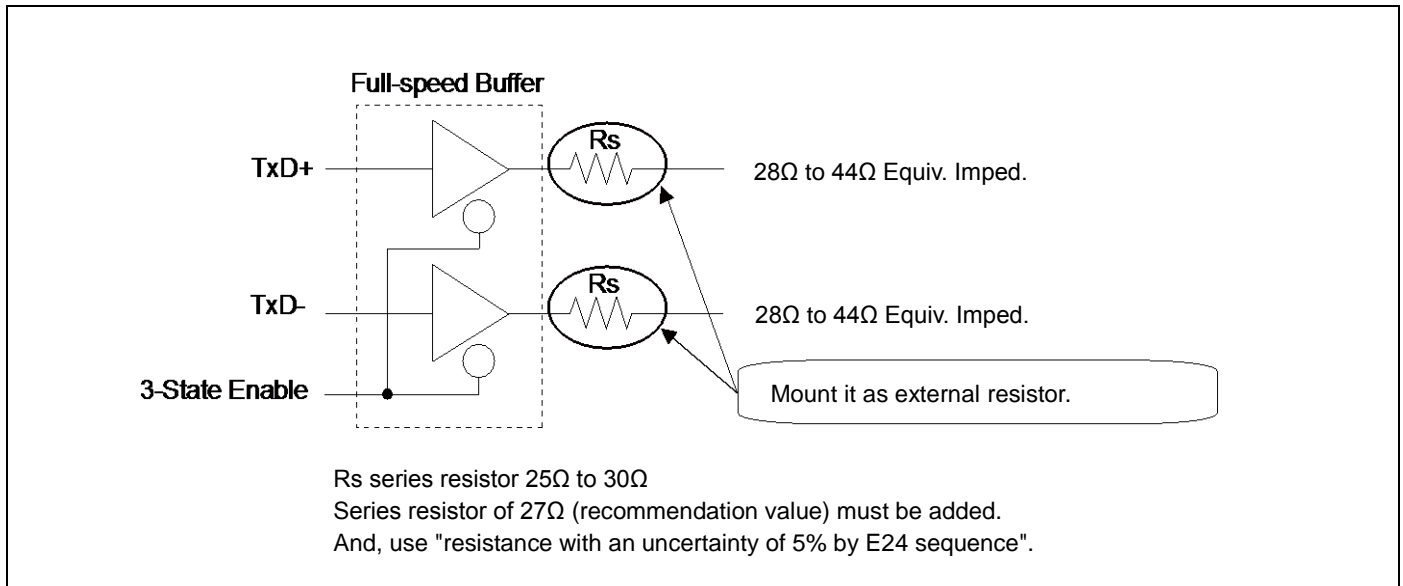 Full-speed Buffer
Rs
TxD+
28Ω to 44Ω Equiv. Imped.
Rs
TxD-
28Ω to 44Ω Equiv. Imped.
3-State Enable
Mount it as external resistor.
Rs series resistor 25Ω to 30Ω
Series resistor of 27Ω (recommendation value) must be added.
And, use "resistance with an uncertainty of 5% by E24 sequence".